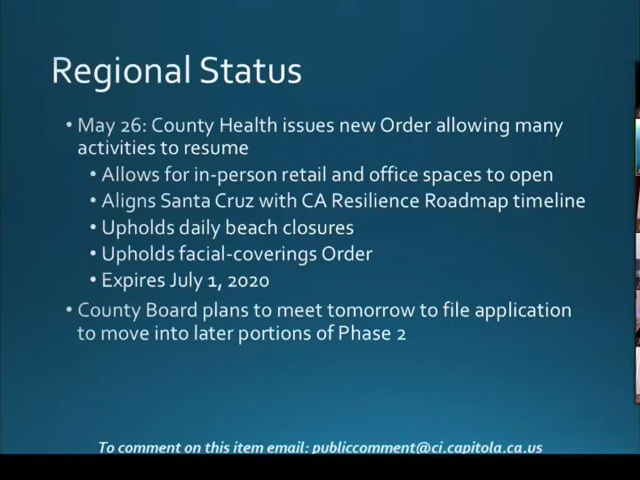 Regional Status
• May 26: County Health issues new Order allowing many
activities to resume
• Allows for in-person retail and office spaces to open
• Aligns Santa Cruz with CA Resilience Roadmap timeline
• Upholds daily beach closures
• Upholds facial-coverings Order
• Expires July 1, 2020
• County Board plans to meet tomorrow to file application
to move into later portions of Phase 2
To comment on this item email: publiccomment@ci.capitola.ca.us